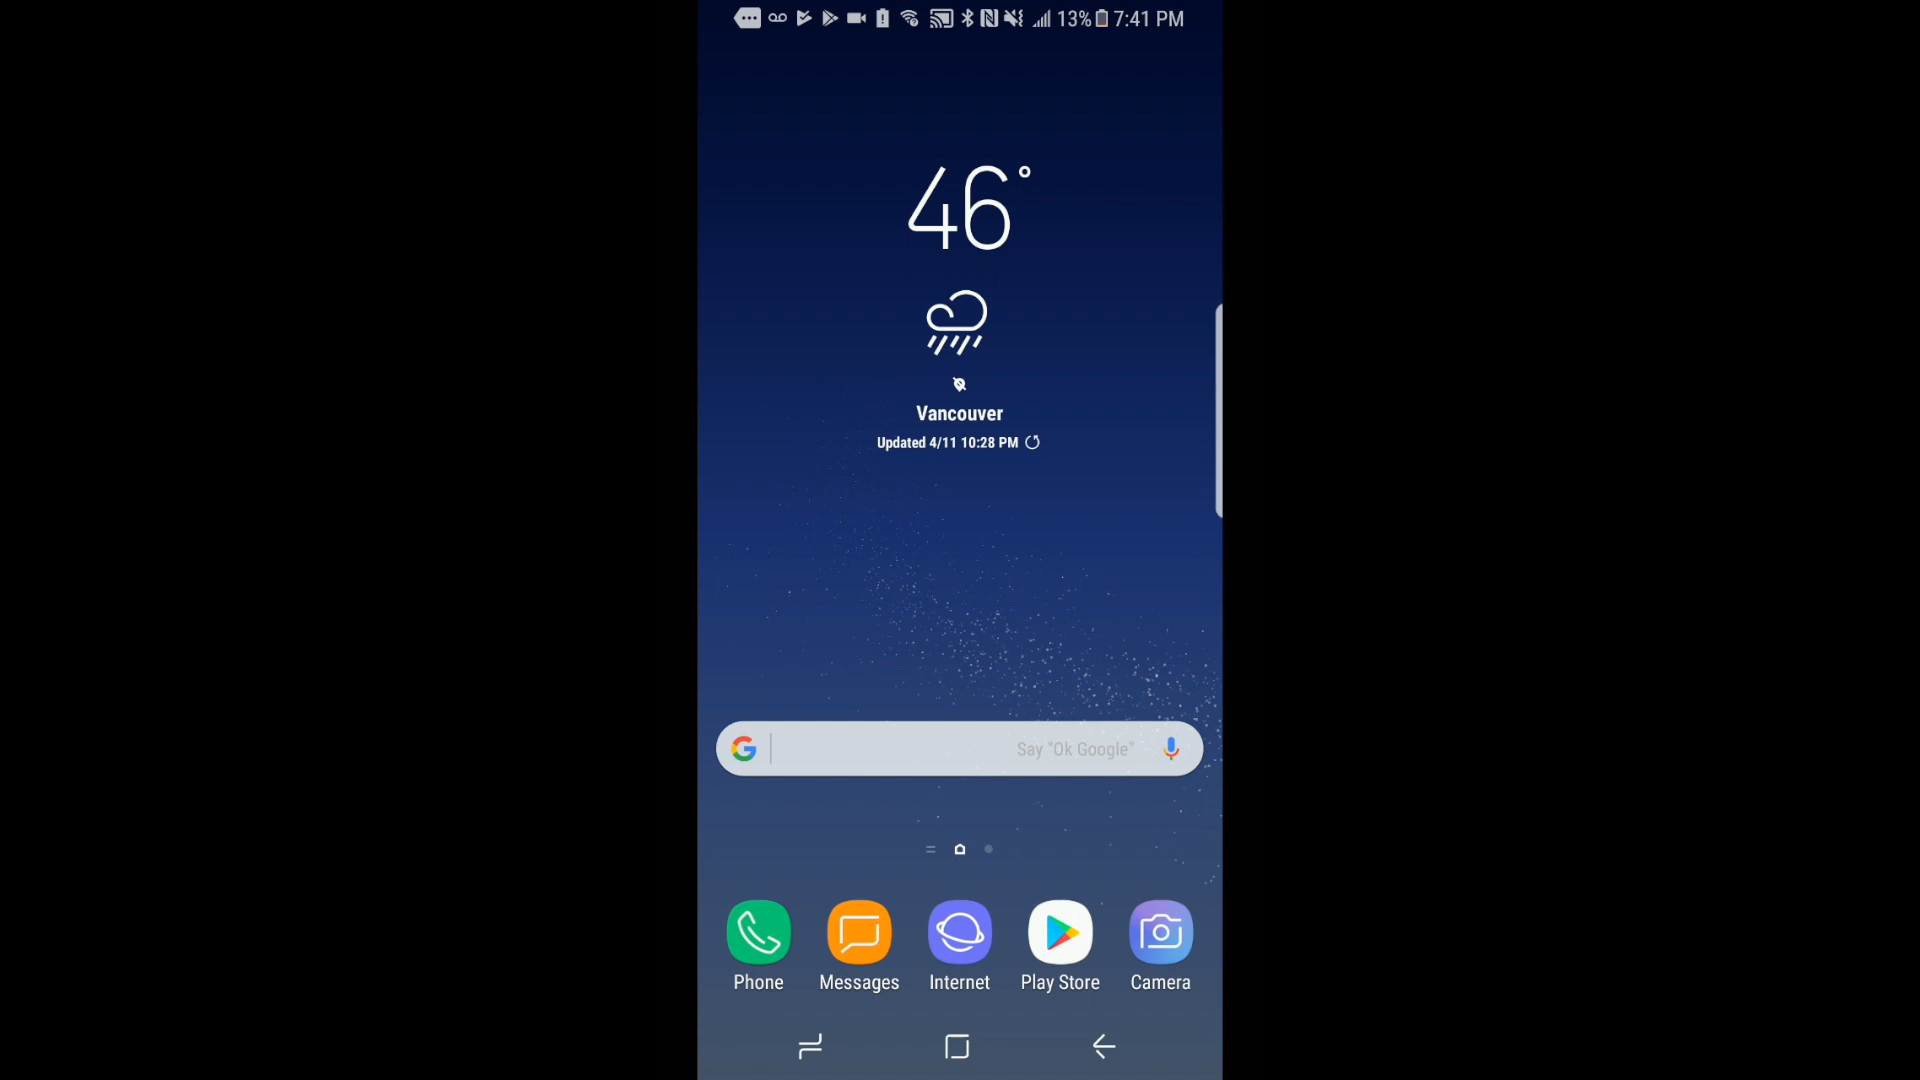 13% 7:41 PM
46°
Vancouver
Updated 4/11 10:28 PM
Say "Ok Google"
Phone Messages Internet Play Store Camera